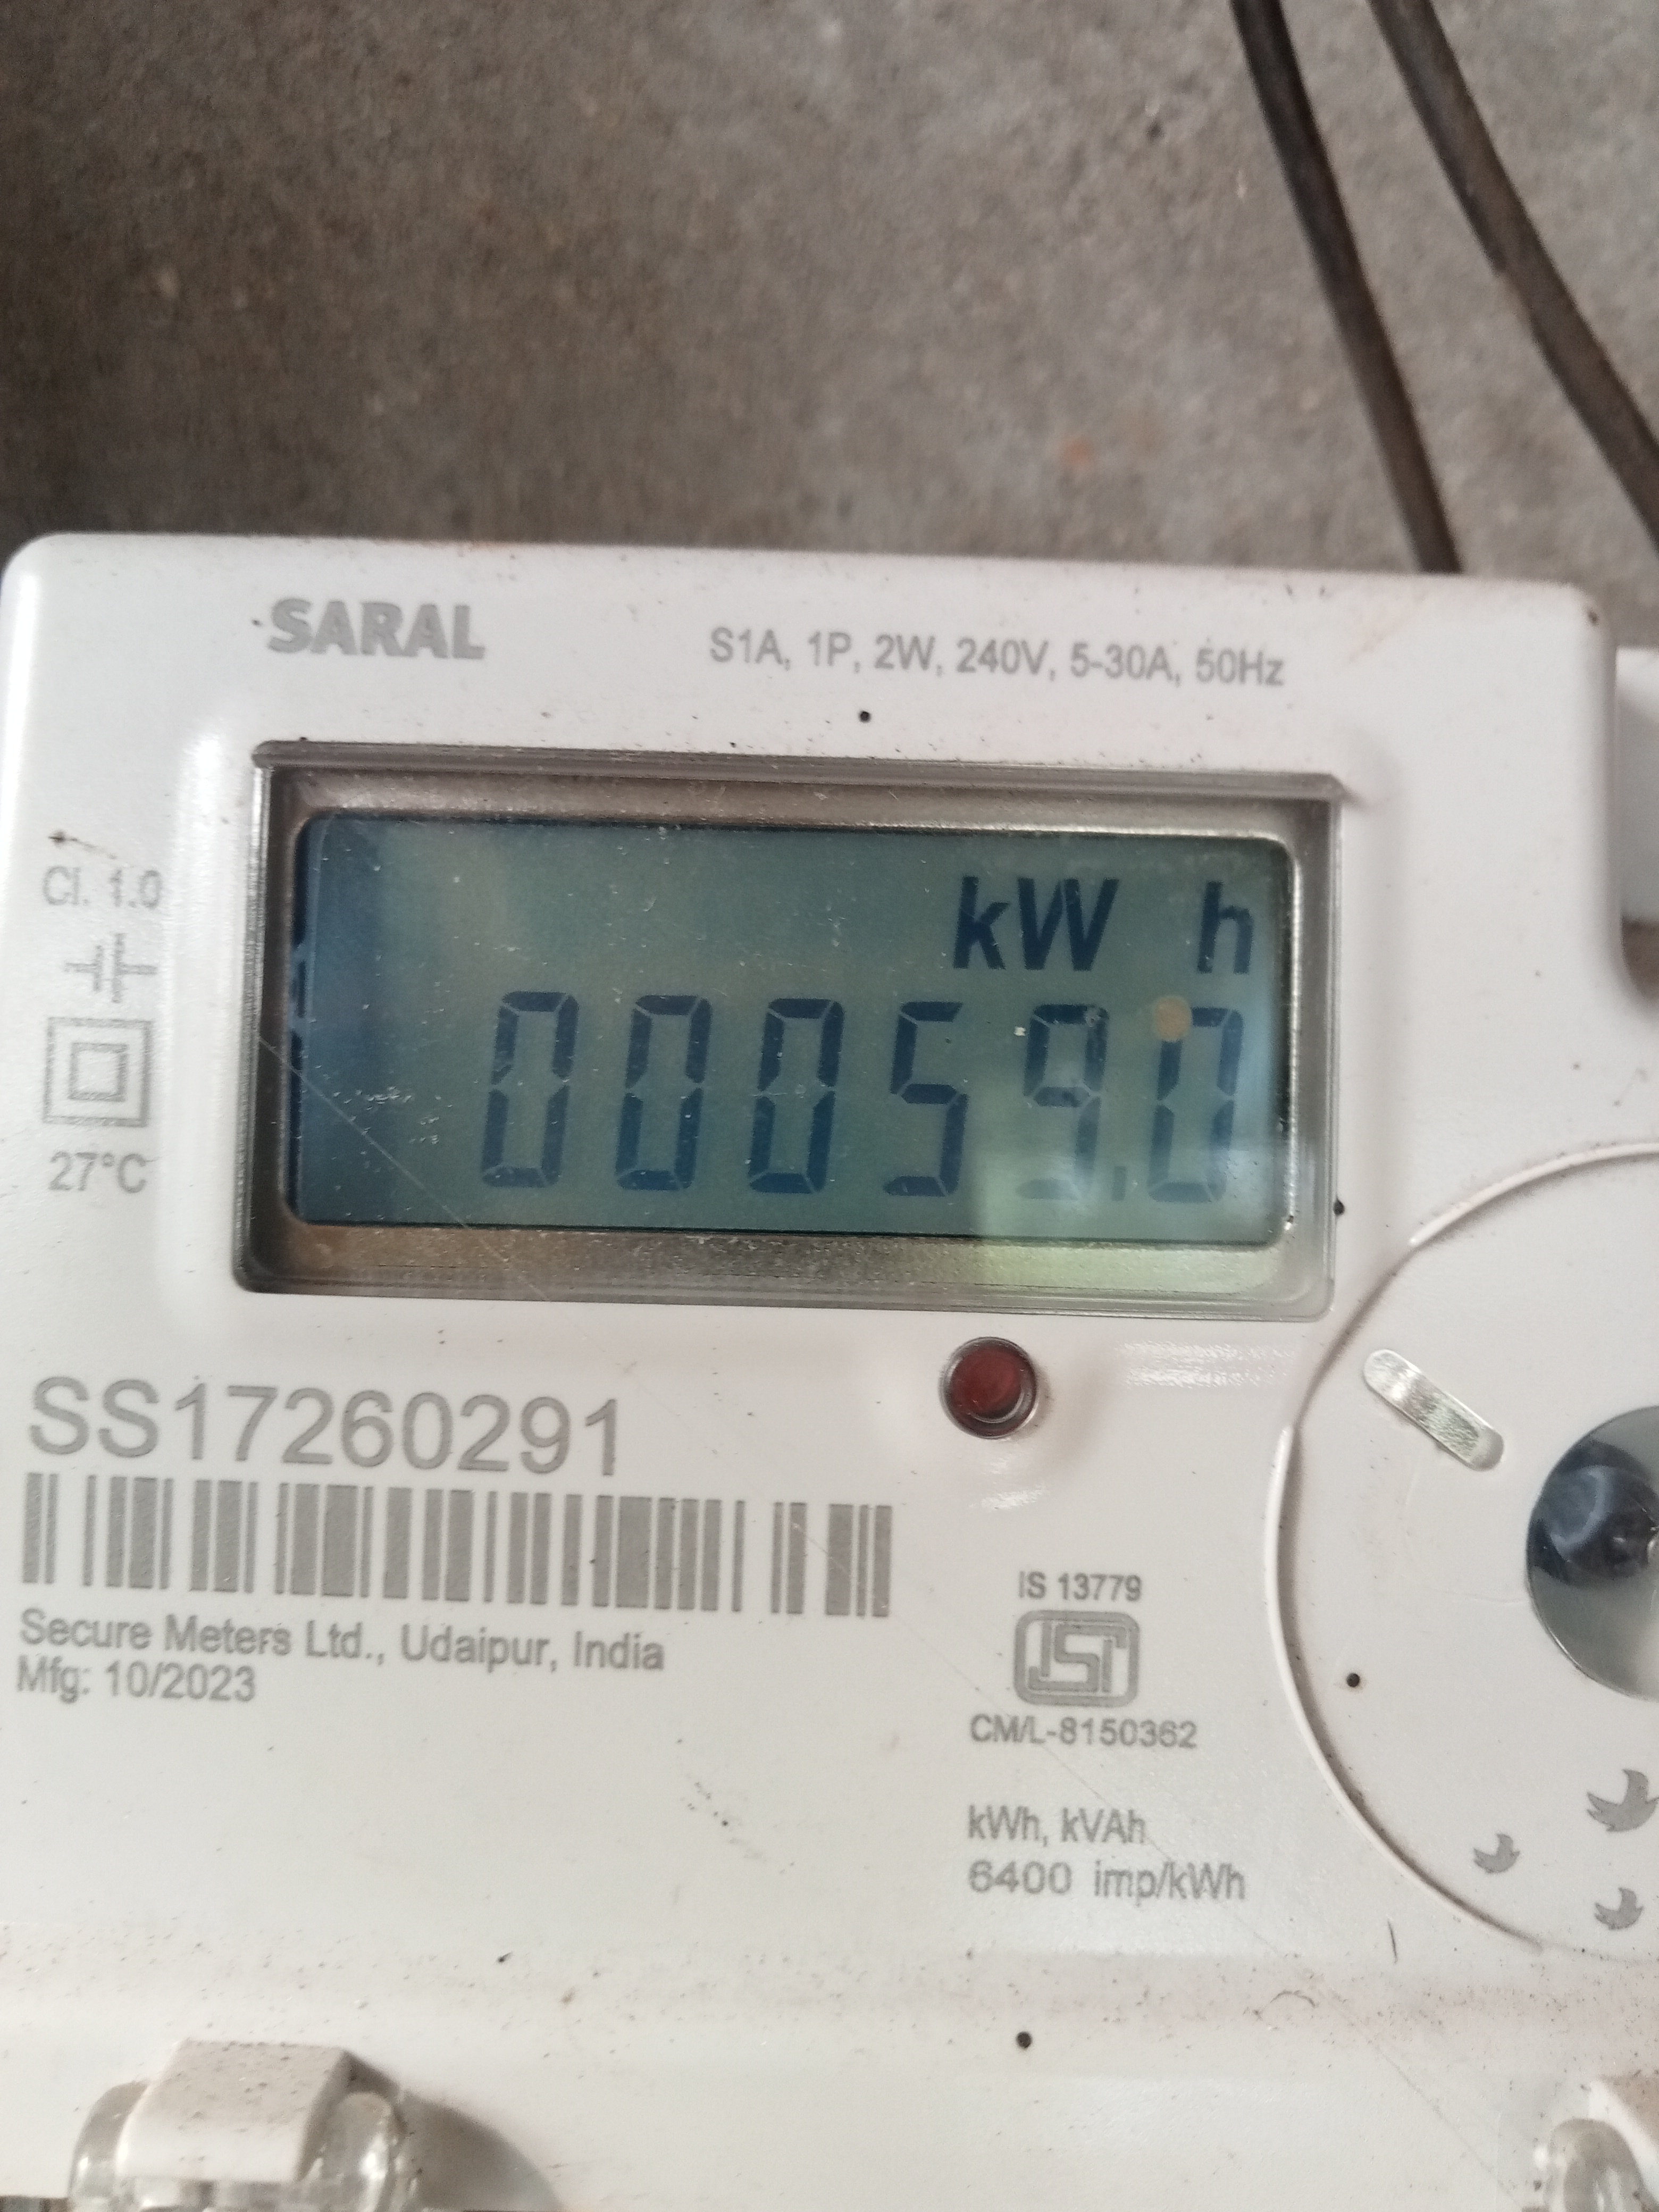 SARAL
S1A, 1P, 2W, 240V, 5-30A, 50Hz
Cl. 1.0
27°C
kW h
00059.0
SS17260291
Secure Meters Ltd., Udaipur, India
Mfg: 10/2023
IS 13779
ISI
CM/L-8150362
kWh, kVAh
6400 imp/kWh